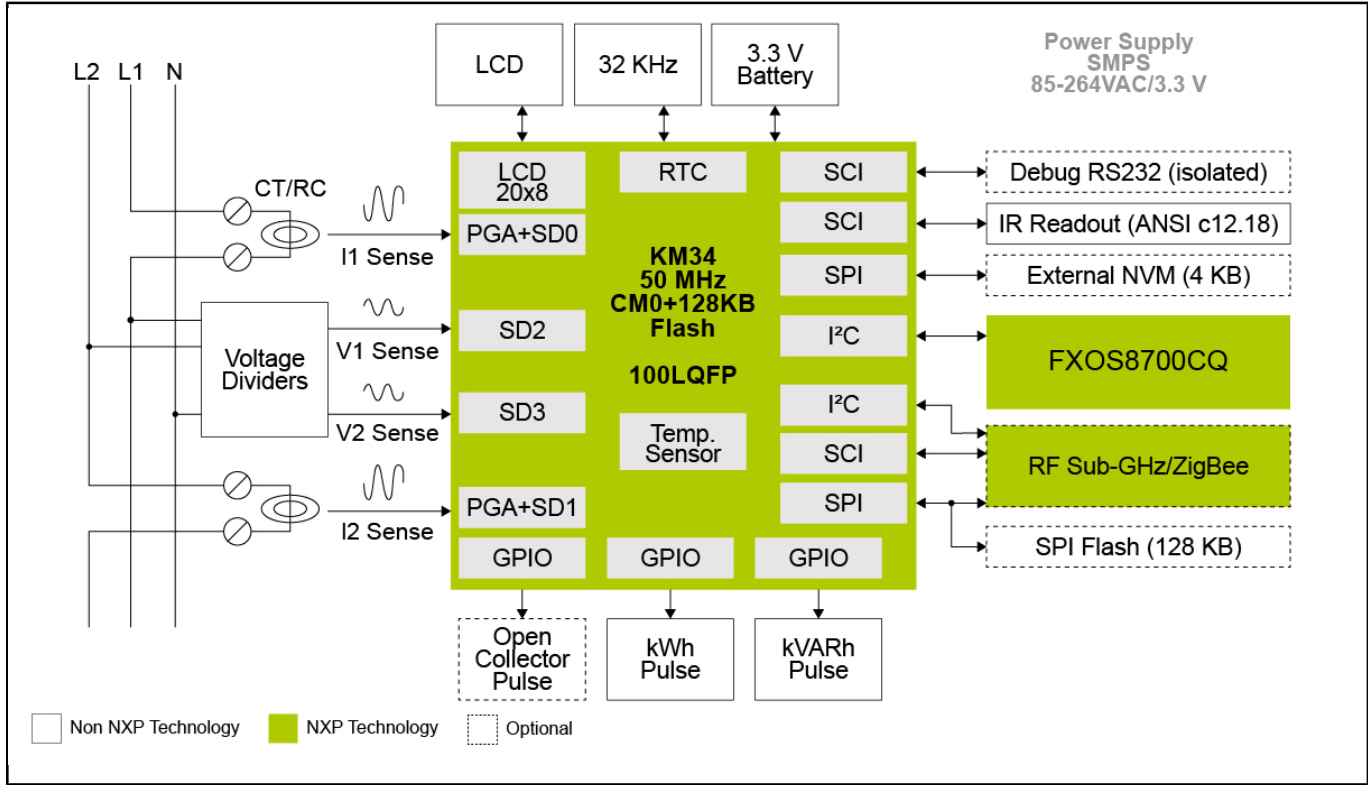 L2 L1 N
LCD
32 KHz
3.3 V
Battery
Power Supply
SMPS
85-264VAC/3.3 V
CT/RC
I1 Sense
Voltage
Dividers
V1 Sense
V2 Sense
I2 Sense
LCD
20x8
PGA+SD0
SD2
SD3
PGA+SD1
GPIO
RTC
KM34
50 MHz
CM0+128KB
Flash
100LQFP
Temp.
Sensor
GPIO
GPIO
SCI
SCI
SPI
I²C
I²C
SCI
SPI
Debug RS232 (isolated)
IR Readout (ANSI c12.18)
External NVM (4 KB)
FXOS8700CQ
RF Sub-GHz/ZigBee
SPI Flash (128 KB)
Open
Collector
Pulse
kWh
Pulse
kVARh
Pulse
Non NXP Technology
NXP Technology
Optional